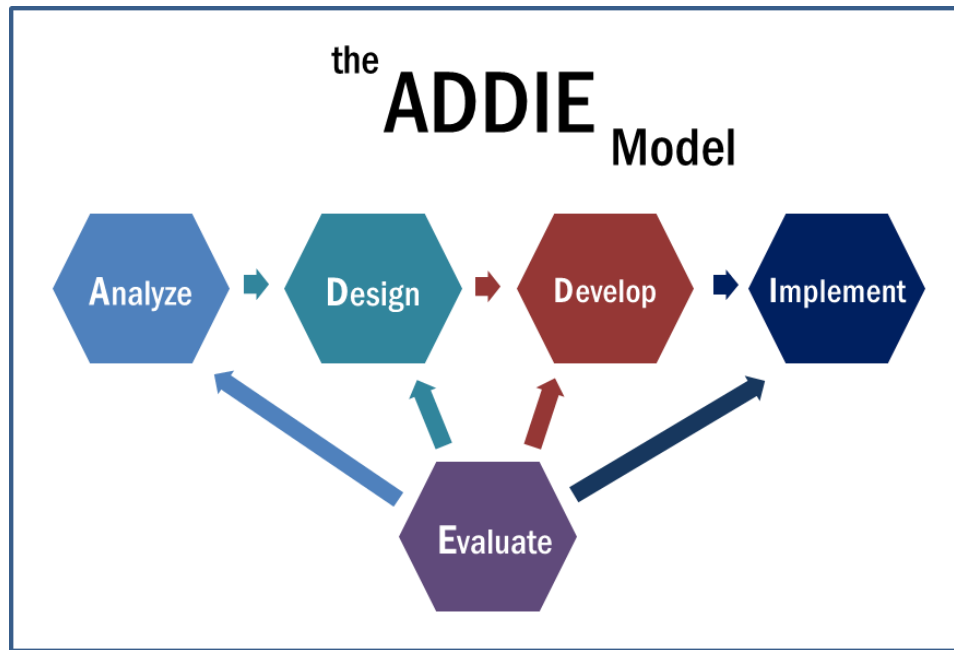 the
ADDIE
Model
Analyze
Design
Develop
Implement
Evaluate